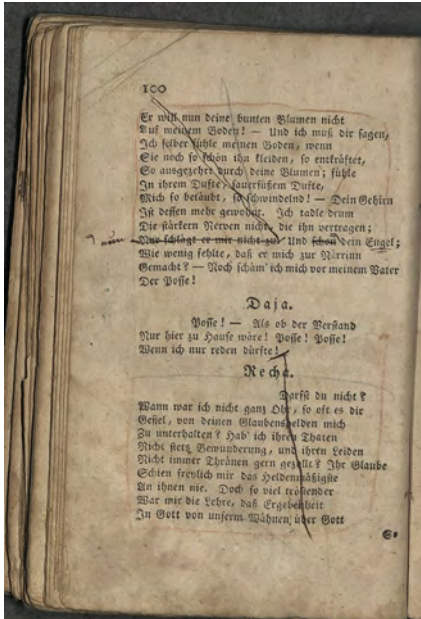 100
Er will nun deine bunten Blumen nicht
Auf meinem Boden! — Und ich muß dir sagen,
Ich selber fühle meinen Boden, wenn
Sie noch so schön ihn kleiden, so entkräftet,
So ausgezehrt durch deine Blumen; fühle
In ihrem Dufte, sauersüßem Dufte,
Mich so betäubt, so schwindelnd! — Dein Gehirn
Ist dessen mehr gewohnt. Ich tadle drum
Die stärkern Nerven nicht, die ihn vertragen;
Nur schlägt er mir nicht zu. Und schon dein Engel;
Wie wenig fehlte, daß er mich zur Närrinn
Gemacht? — Noch schäm' ich mich vor meinem Vater
Der Posse!
Daja.
Posse! — Als ob der Verstand
Nur hier zu Hause wäre! Posse! Posse!
Wenn ich nur reden dürfte!
Recha.
Darfst du nicht?
Wann war ich nicht ganz Ohr, so oft es dir
Gefiel, von deinen Glaubenshelden mich
Zu unterhalten? Hab' ich ihren Thaten
Nicht stets Bewunderung, und ihren Leiden
Nicht immer Thränen gern gezollt? Ihr Glaube
Schien freylich mir das Heldenmäßigste
An ihnen nie. Doch so viel tröstender
War mir die Lehre, daß Ergebenheit
In Gott von unserm Wähnen über Gott